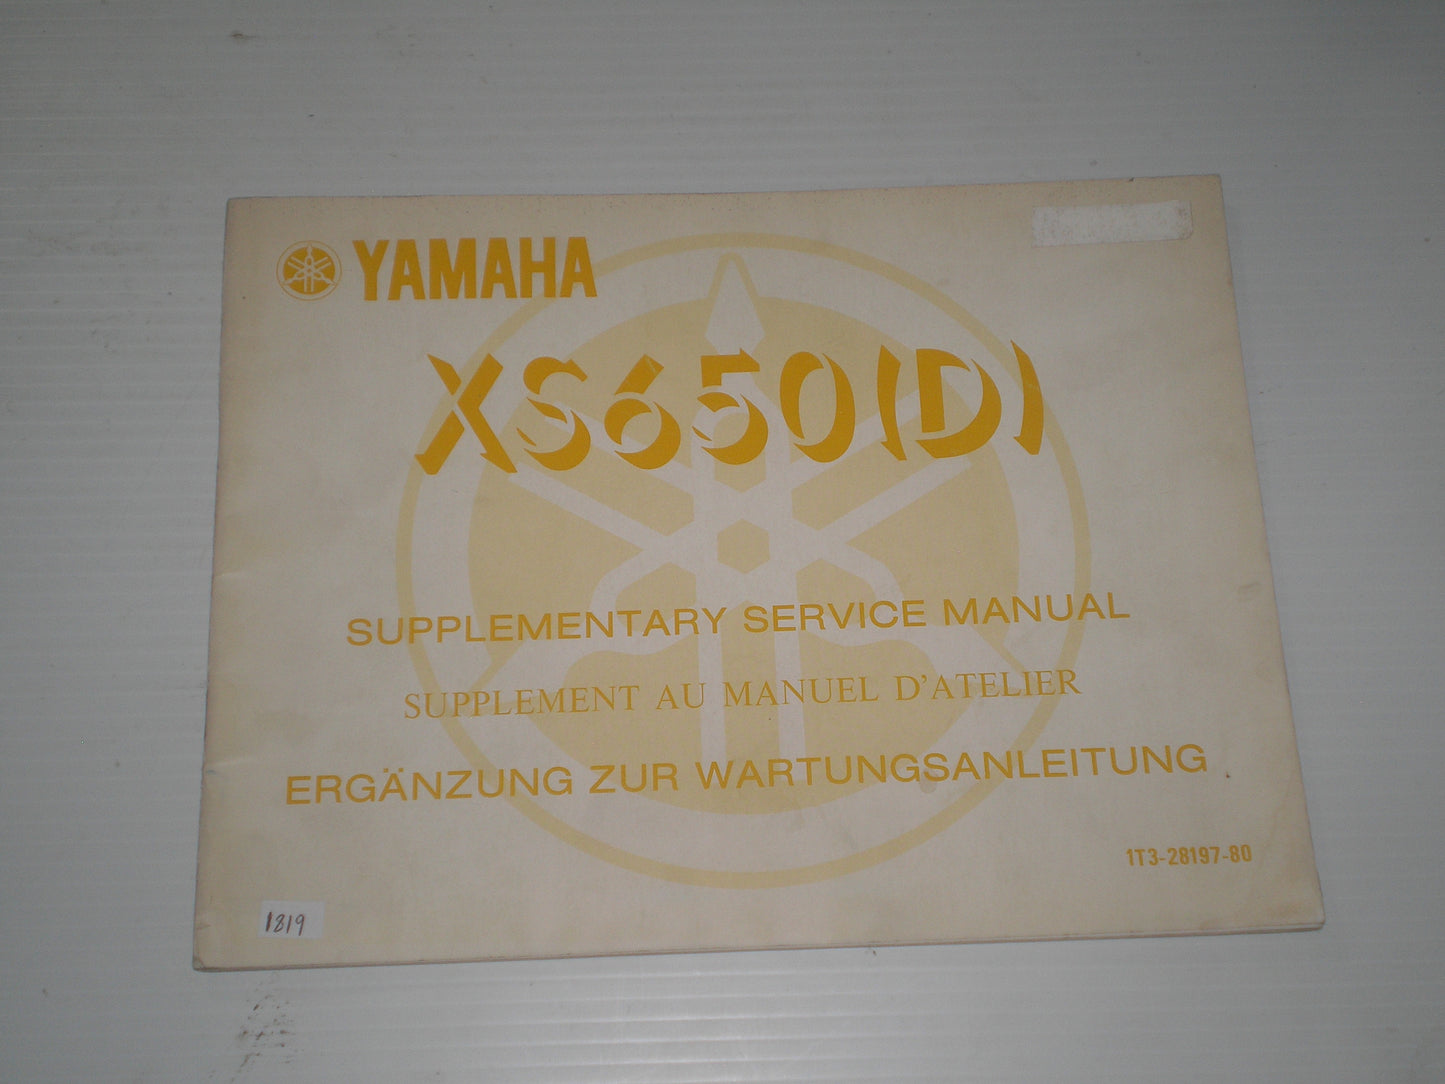 YAMAHA
XS650(D)
SUPPLEMENTARY SERVICE MANUAL
SUPPLEMENT AU MANUEL D'ATELIER
ERGÄNZUNG ZUR WARTUNGSANLEITUNG
1T3-28197-80
1819